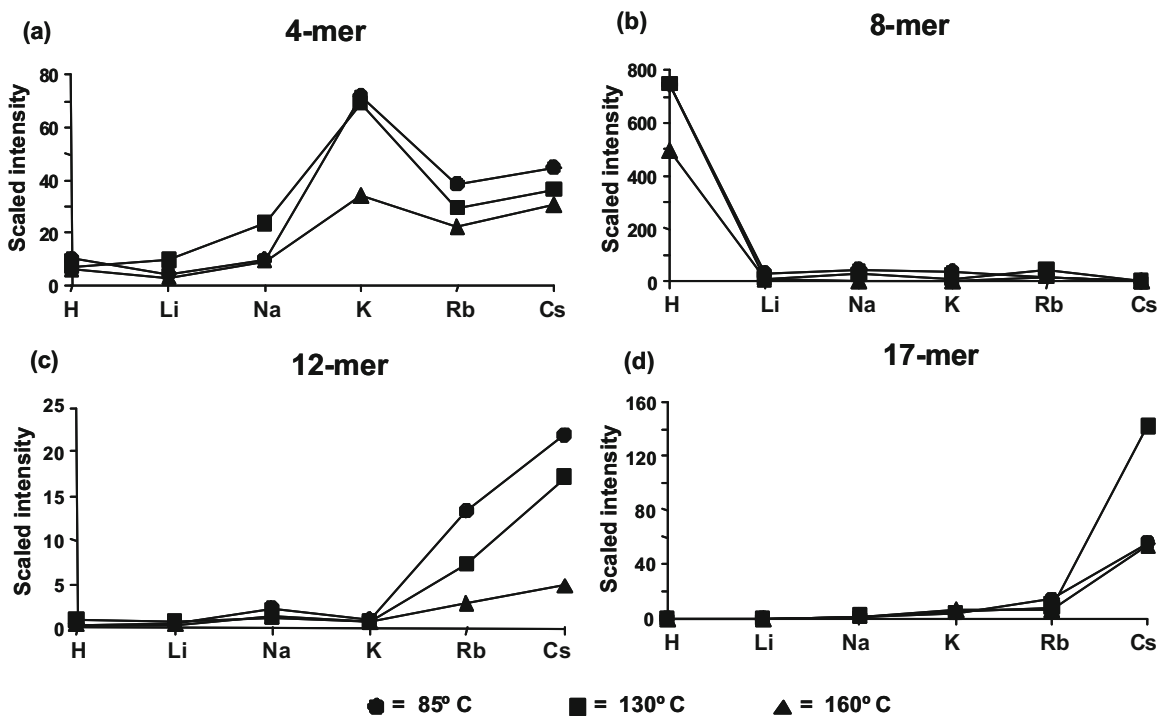 (a) 4-mer
Scaled intensity
80
60
40
20
0
H Li Na K Rb Cs
(b) 8-mer
Scaled intensity
800
600
400
200
0
H Li Na K Rb Cs
(c) 12-mer
Scaled intensity
25
20
15
10
5
0
H Li Na K Rb Cs
(d) 17-mer
Scaled intensity
160
120
80
40
0
H Li Na K Rb Cs
= 85º C = 130º C = 160º C